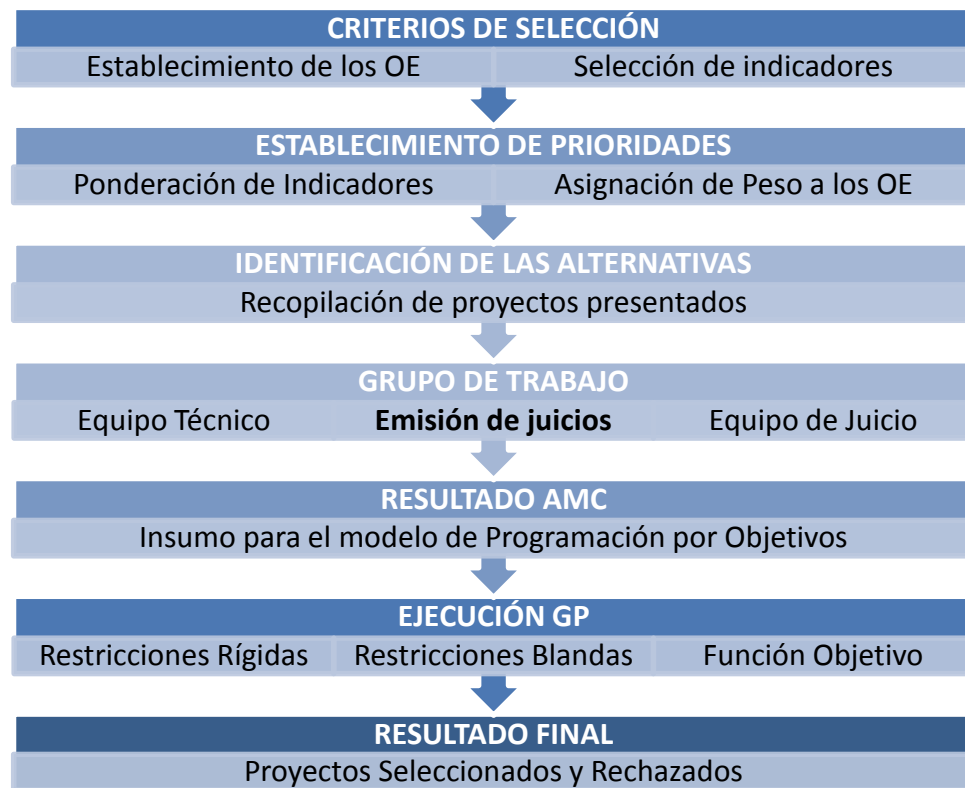 CRITERIOS DE SELECCIÓN
Establecimiento de los OE
Selección de indicadores
ESTABLECIMIENTO DE PRIORIDADES
Ponderación de Indicadores
Asignación de Peso a los OE
IDENTIFICACIÓN DE LAS ALTERNATIVAS
Recopilación de proyectos presentados
GRUPO DE TRABAJO
Equipo Técnico
Emisión de juicios
Equipo de Juicio
RESULTADO AMC
Insumo para el modelo de Programación por Objetivos
EJECUCIÓN GP
Restricciones Rígidas
Restricciones Blandas
Función Objetivo
RESULTADO FINAL
Proyectos Seleccionados y Rechazados